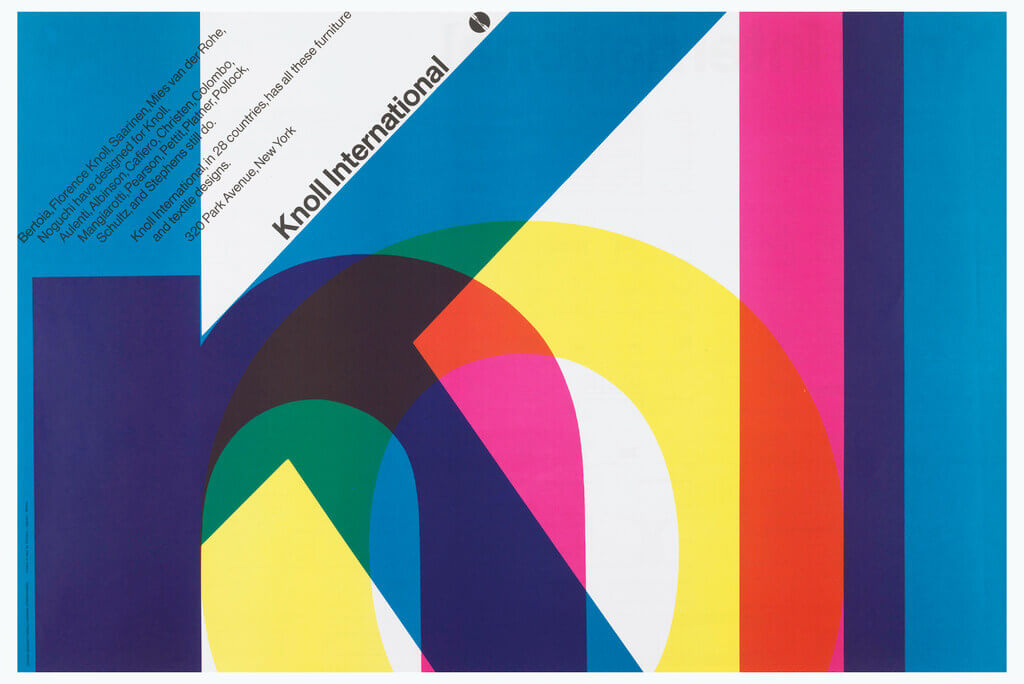 Bertoia, Florence Knoll, Saarinen, Mies van der Rohe,
Noguchi have designed for Knoll.
Aulenti, Albinson, Caffero, Christen, Colombo,
Mangiarotti, Pearson, Pettit, Platner, Pollock,
Schultz, and Stephens still do.
Knoll International, in 28 countries, has all these furniture
and textile designs.
320 Park Avenue, New York
Knoll International